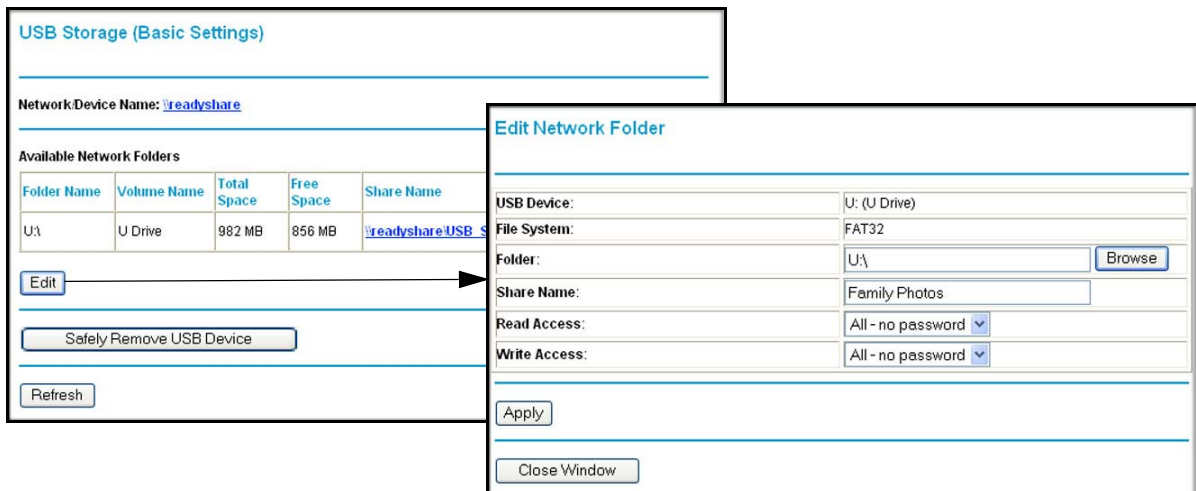 USB Storage (Basic Settings)
Network/Device Name: \\readyshare
Available Network Folders
Folder Name Volume Name Total Space Free Space Share Name
U:\ U Drive 982 MB 856 MB \\readyshare\USB_S
Edit
Safely Remove USB Device
Refresh
Edit Network Folder
USB Device: U: (U Drive)
File System: FAT32
Folder: U:\ Browse
Share Name: Family Photos
Read Access: All - no password
Write Access: All - no password
Apply
Close Window